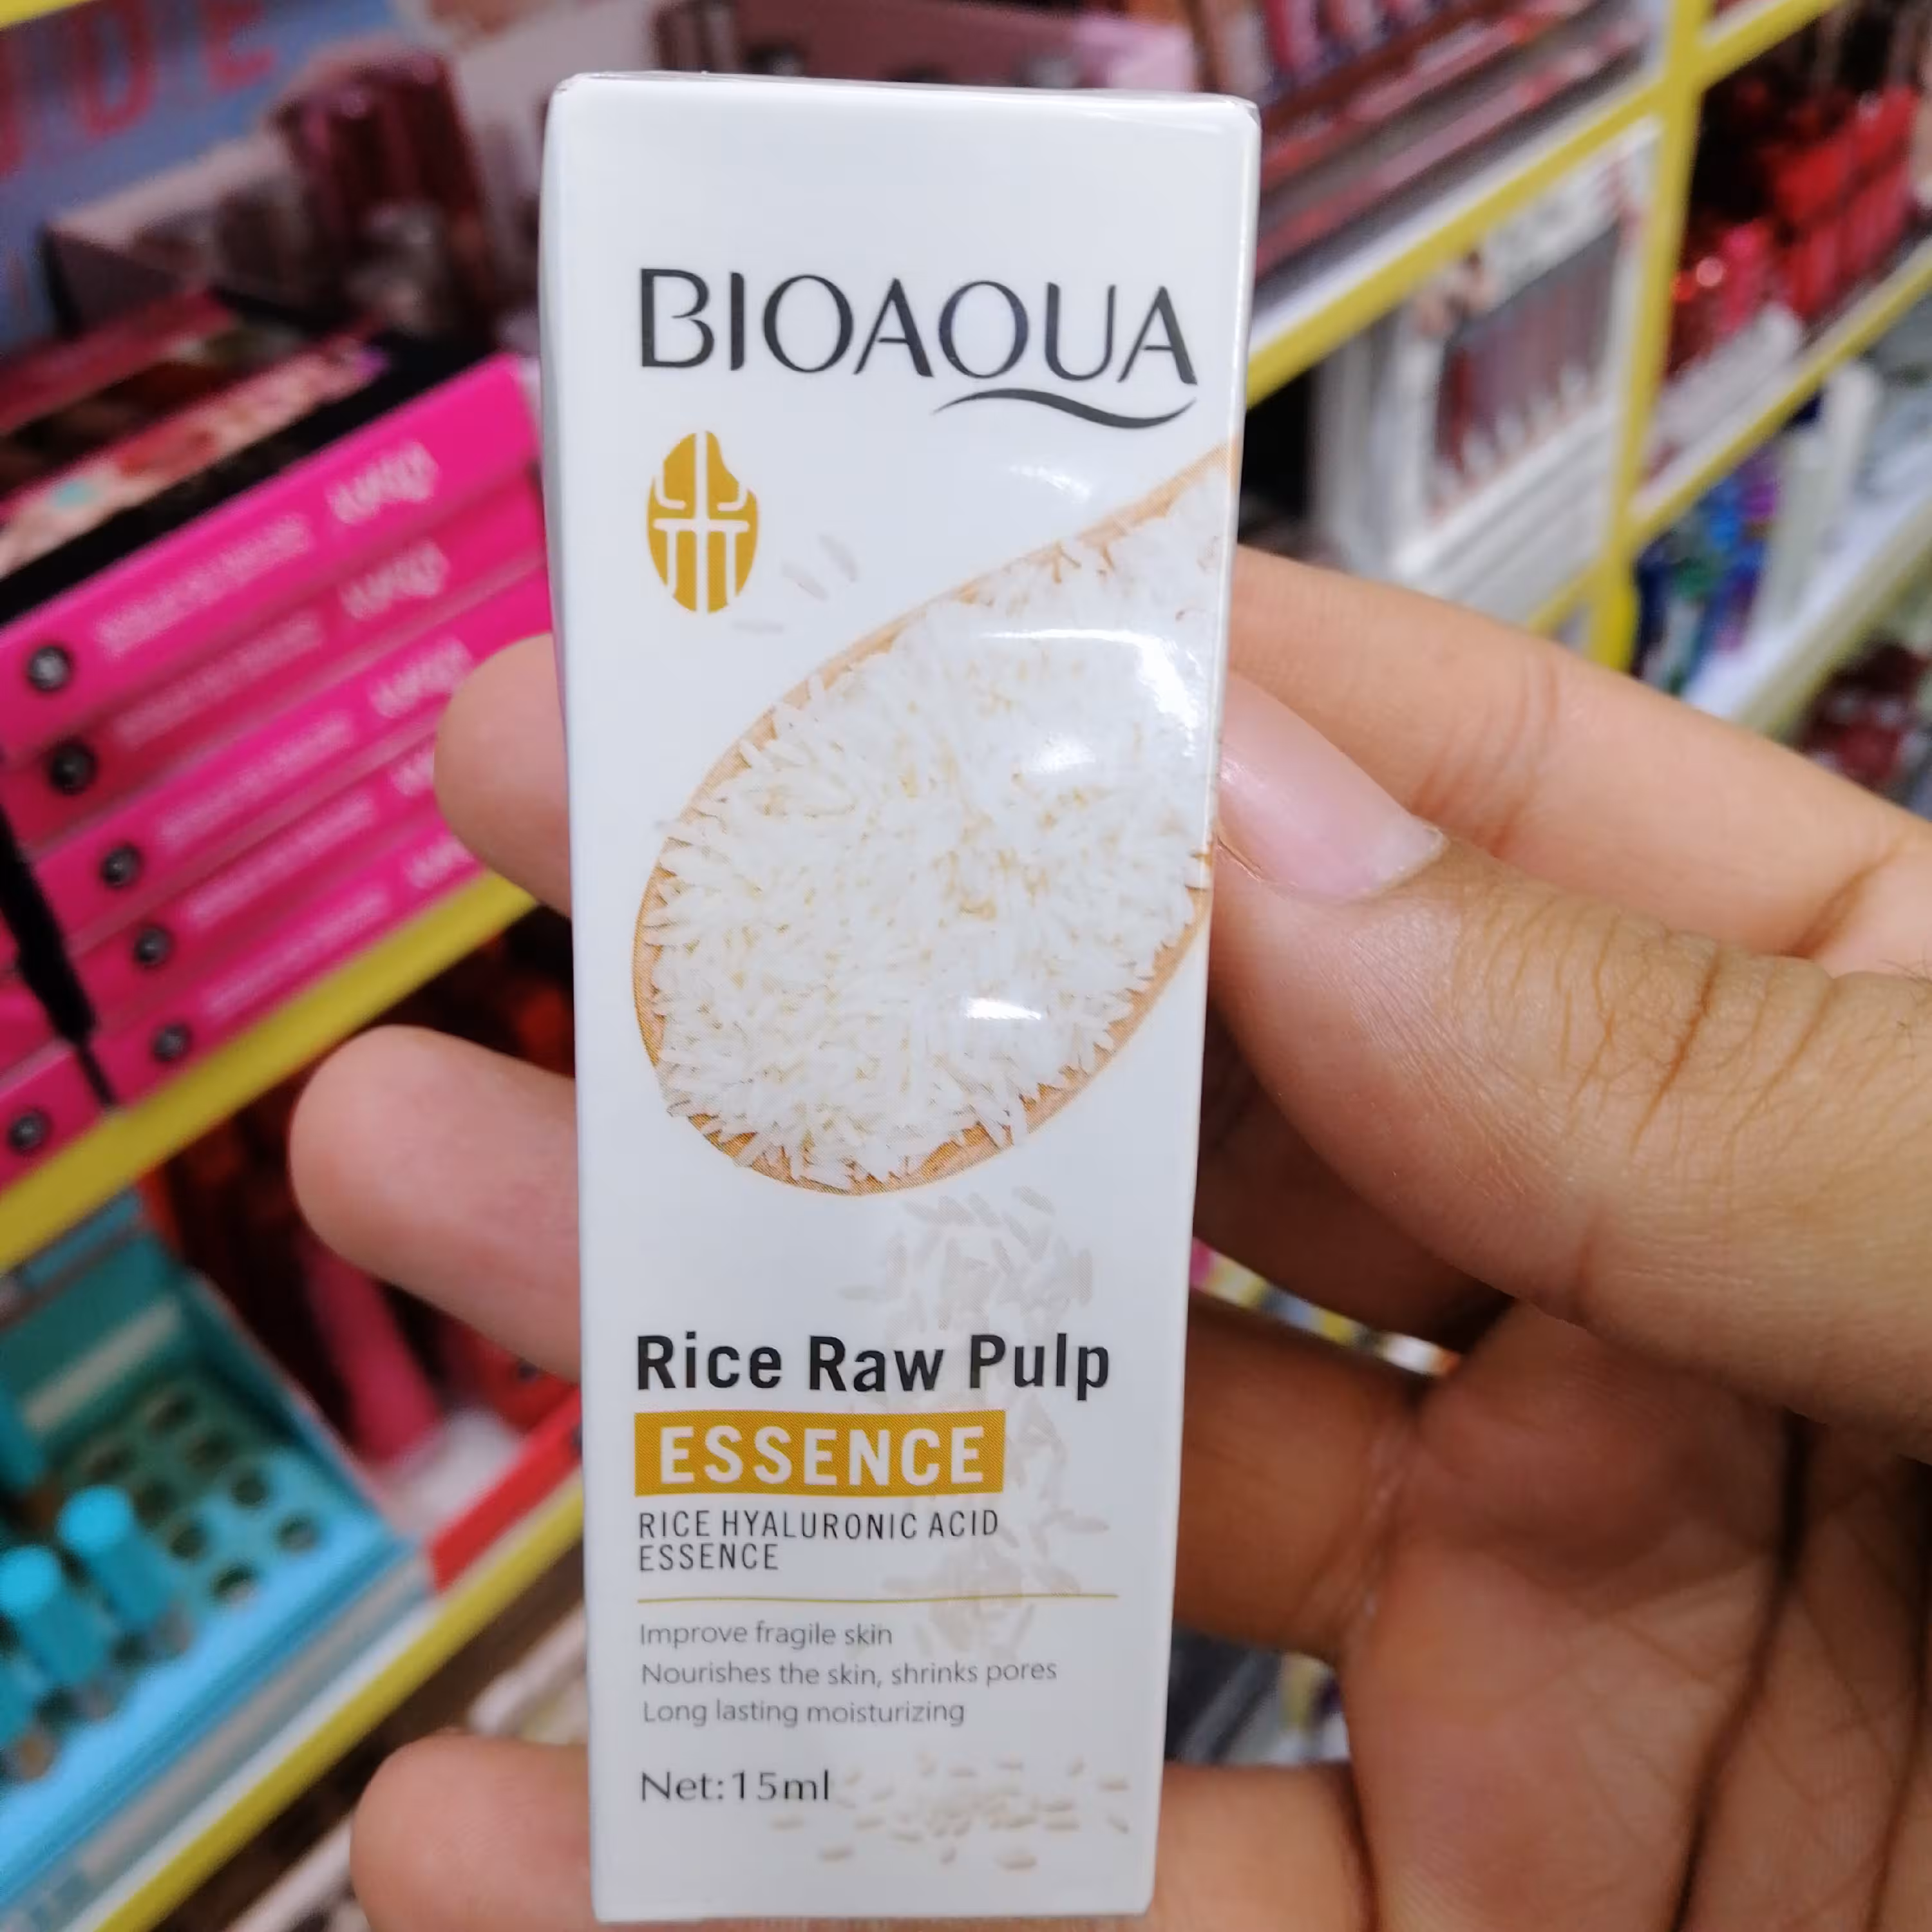 BIOAQUA
Rice Raw Pulp
ESSENCE
RICE HYALURONIC ACID
ESSENCE
Improve fragile skin
Nourishes the skin, shrinks pores
Long lasting moisturizing
Net:15ml